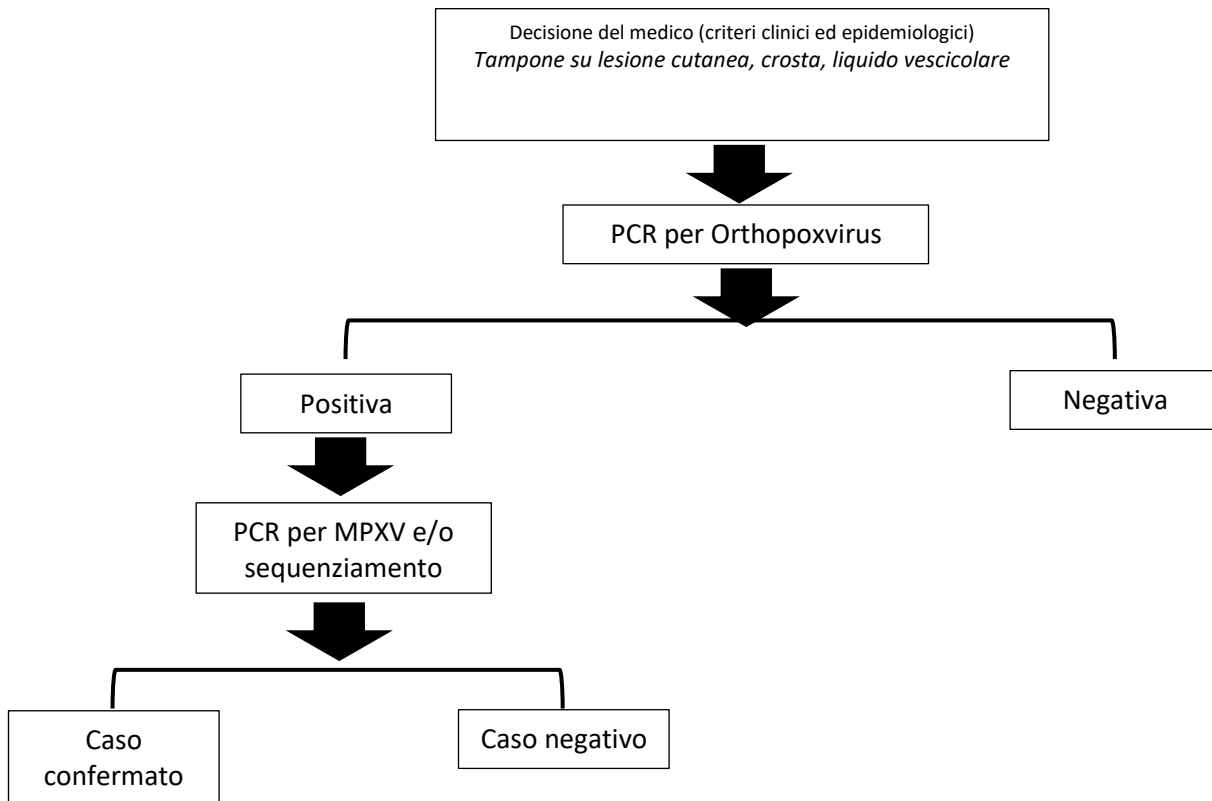 Decisione del medico (criteri clinici ed epidemiologici)
Tampone su lesione cutanea, crosta, liquido vescicolare
PCR per Orthopoxvirus
Positiva
Negativa
PCR per MPXV e/o
sequenziamento
Caso
confermato
Caso negativo